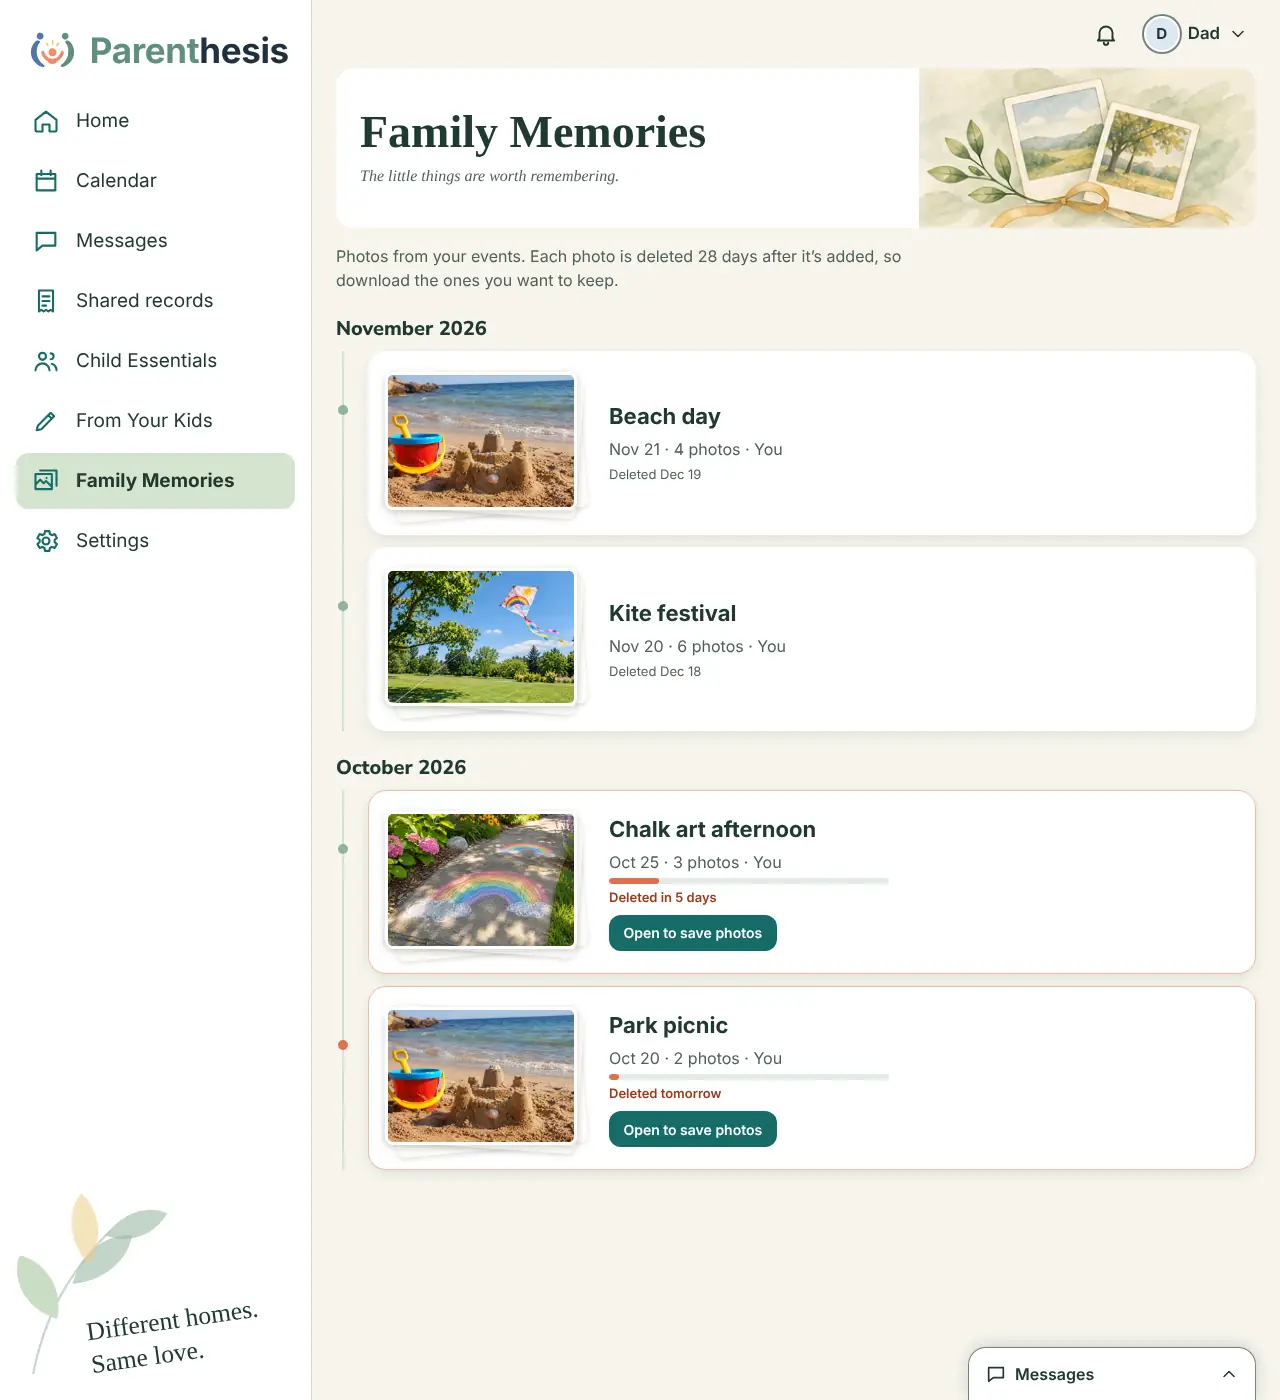 Parenthesis
Home
Calendar
Messages
Shared records
Child Essentials
From Your Kids
Family Memories
Settings
Different homes.
Same love.
D
Dad
Family Memories
The little things are worth remembering.
Photos from your events. Each photo is deleted 28 days after it’s added, so
download the ones you want to keep.
November 2026
Beach day
Nov 21 · 4 photos · You
Deleted Dec 19
Kite festival
Nov 20 · 6 photos · You
Deleted Dec 18
October 2026
Chalk art afternoon
Oct 25 · 3 photos · You
Deleted in 5 days
Open to save photos
Park picnic
Oct 20 · 2 photos · You
Deleted tomorrow
Open to save photos
Messages